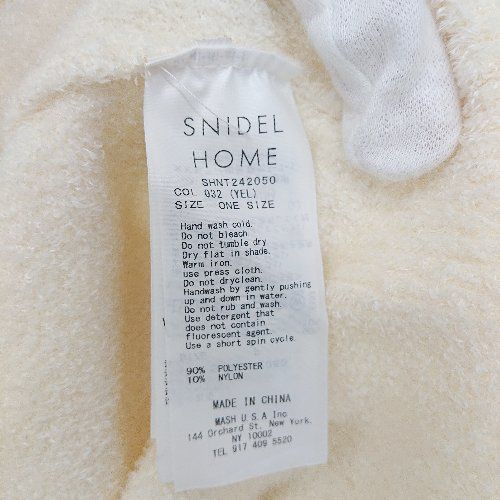 SNIDEL
HOME
SHNT242050
COL 032 (YEL)
SIZE ONE SIZE
Hand wash cold.
Do not bleach.
Do not tumble dry
Dry flat in shade.
Warm iron.
use press cloth.
Do not dryclean.
Handwash by gently pushing
up and down in water.
Do not rub and wash.
Use detergent that
does not contain
fluorescent agent.
Use a short spin cycle.
90% POLYESTER
10% NYLON
MADE IN CHINA
MASH U.S.A Inc
144 Orchard St. New York.
NY 10002
TEL 917 409 5520